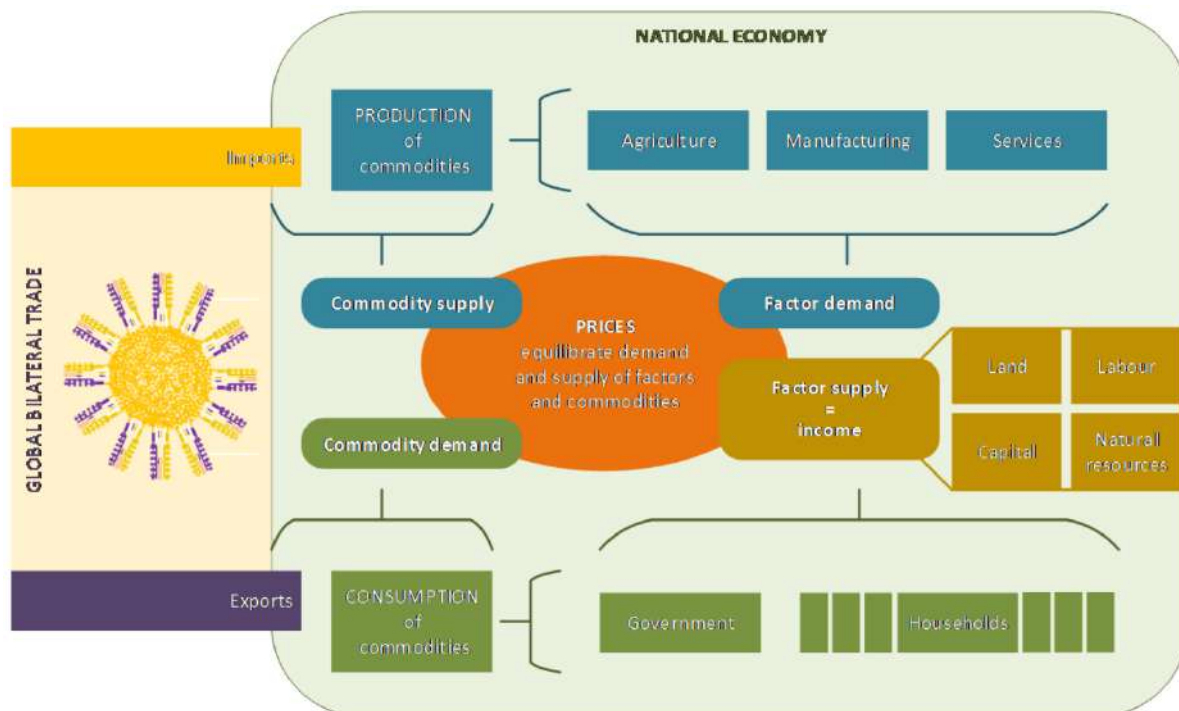 NATIONAL ECONOMY
PRODUCTION
of
commodities
Agriculture
Manufacturing
Services
Imports
GLOBAL BILATERAL TRADE
Commodity supply
Factor demand
PRICES
equilibrate demand
and supply of factors
and commodities
Factor supply
=
income
Land
Labour
Capital
Natural
resources
Commodity demand
Exports
CONSUMPTION
of
commodities
Government
Households